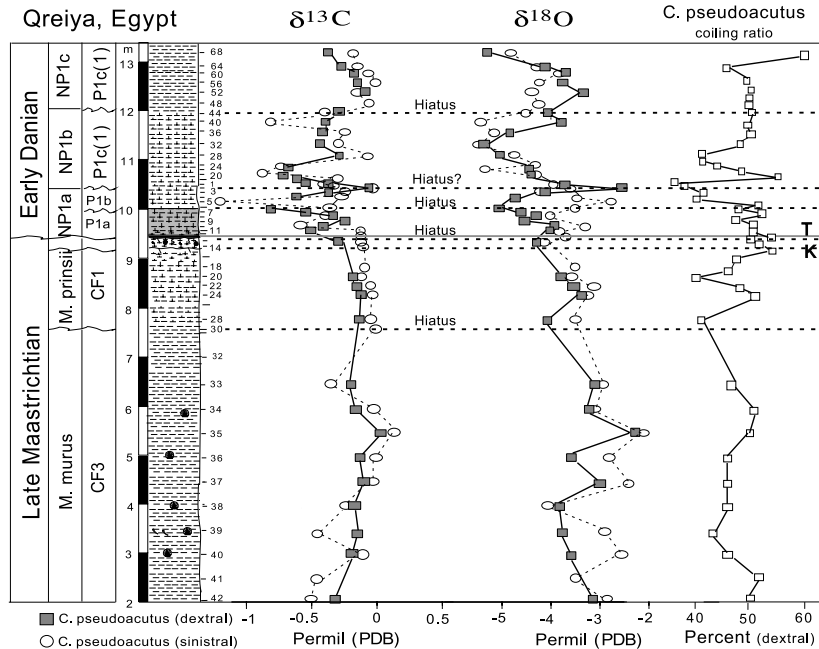 Qreiya, Egypt
δ13C
δ18O
C. pseudoacutus
coiling ratio
m
13
12
11
10
9
8
7
6
5
4
3
2
Early Danian
Late Maastrichtian
NP1c
NP1b
NP1a
M. prinsii
M. murus
P1c(1)
P1c(1)
P1b
P1a
CF1
CF3
68
64
60
56
52
48
44
40
36
32
28
24
20
1
5
7
9
11
14
18
20
22
24
28
30
32
33
34
35
36
37
38
39
40
41
42
Hiatus
Hiatus?
Hiatus
Hiatus
Hiatus
T
K
-1 -0.5 0 0.5
-5 -4 -3 -2
40 50 60
C. pseudoacutus (dextral)
C. pseudoacutus (sinistral)
Permil (PDB)
Permil (PDB)
Percent (dextral)